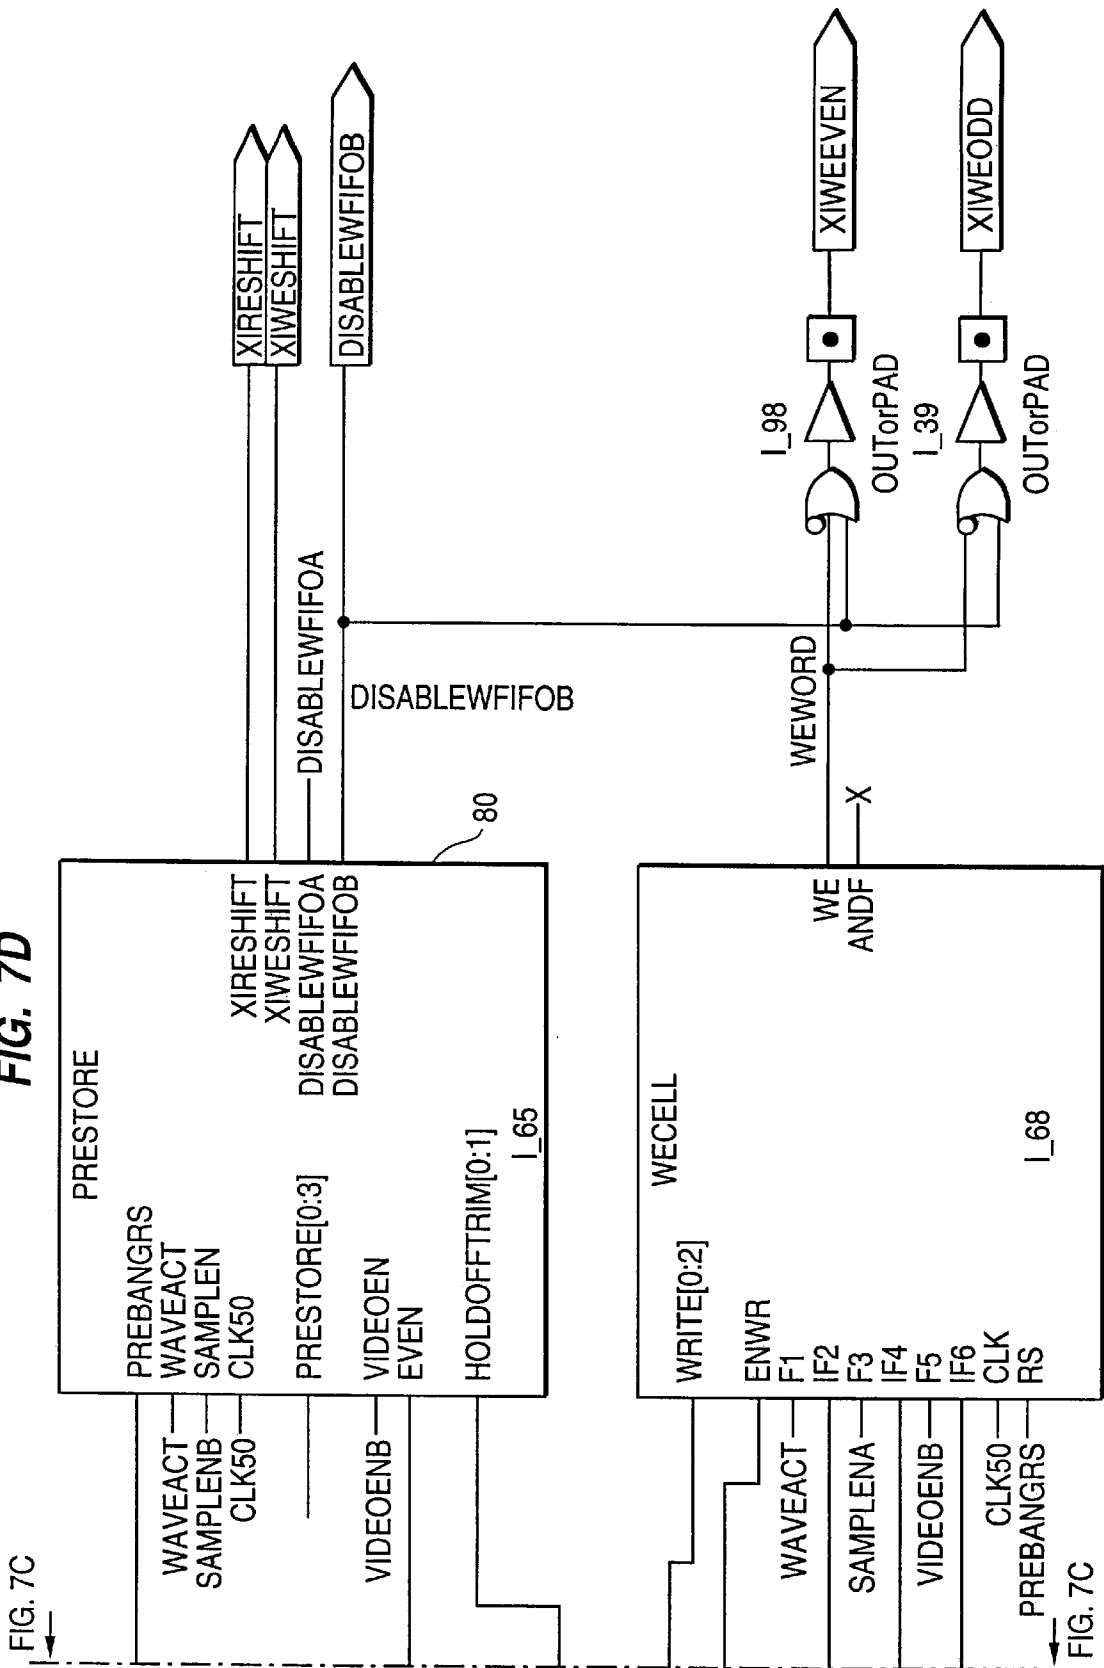 FIG. 7D
FIG. 7C
PRESTORE
PREBANGRS
WAVEACT
SAMPLEN
CLK50
PRESTORE[0:3]
VIDEOEN
EVEN
HOLDOFFTRIM[0:1]
I_65
XIRESHIFT
XIWESHIFT
DISABLEWFIFOA
DISABLEWFIFOB
WAVEACT
SAMPLENB
CLK50
VIDEOENB
80
DISABLEWFIFOA
DISABLEWFIFOB
XIRESHIFT
XIWESHIFT
DISABLEWFIFOB
WECELL
WRITE[0:2]
ENWR
F1
IF2
F3
IF4
F5
IF6
CLK
RS
I_68
WE
ANDF
WAVEACT
SAMPLENA
VIDEOENB
CLK50
PREBANGRS
X
WEWORD
I_98
OUTorPAD
XIWEEVEN
I_39
OUTorPAD
XIWEODD
FIG. 7C